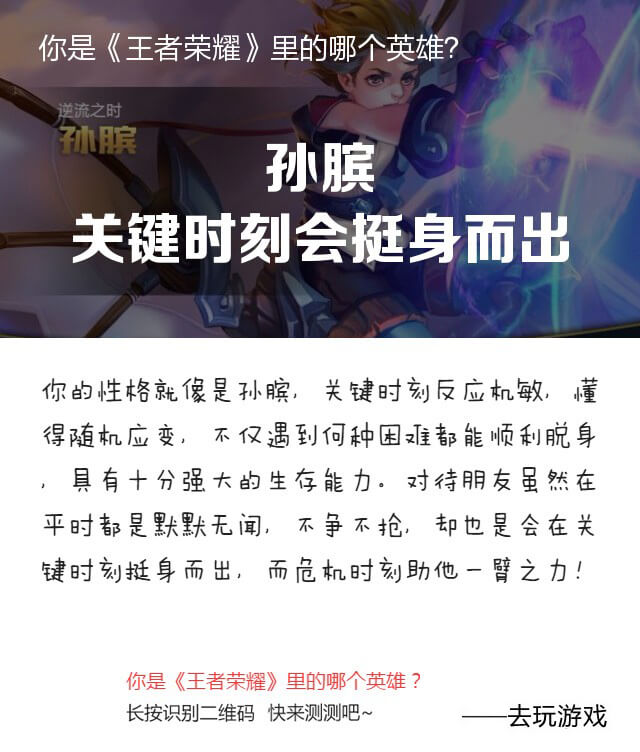 你是《王者荣耀》里的哪个英雄?
逆流之时
孙膑
孙膑
关键时刻会挺身而出
你的性格就像是孙膑, 关键时刻反应机敏, 懂
得随机应变, 不仅遇到何种困难都能顺利脱身
, 具有十分强大的生存能力。对待朋友虽然在
平时都是默默无闻, 不争不抢, 却也是会在关
键时刻挺身而出, 而危机时刻助他一臂之力!
你是《王者荣耀》里的哪个英雄？
长按识别二维码 快来测测吧~
——去玩游戏